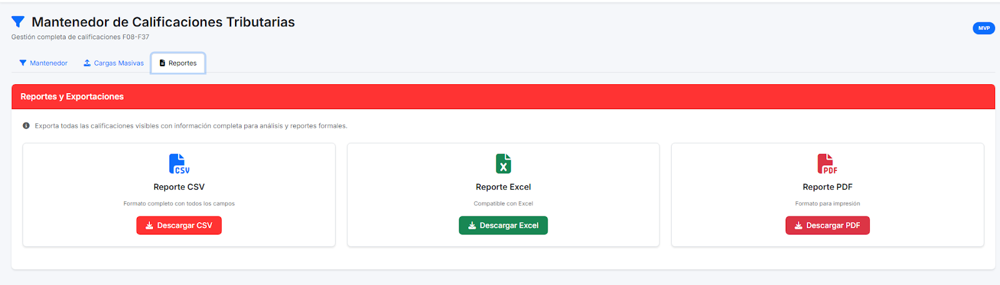 Mantenedor de Calificaciones Tributarias
Gestión completa de calificaciones F08-F37
MVP
Mantenedor
Cargas Masivas
Reportes
Reportes y Exportaciones
Exporta todas las calificaciones visibles con información completa para análisis y reportes formales.
CSV
Reporte CSV
Formato completo con todos los campos
Descargar CSV
X
Reporte Excel
Compatible con Excel
Descargar Excel
PDF
Reporte PDF
Formato para impresión
Descargar PDF